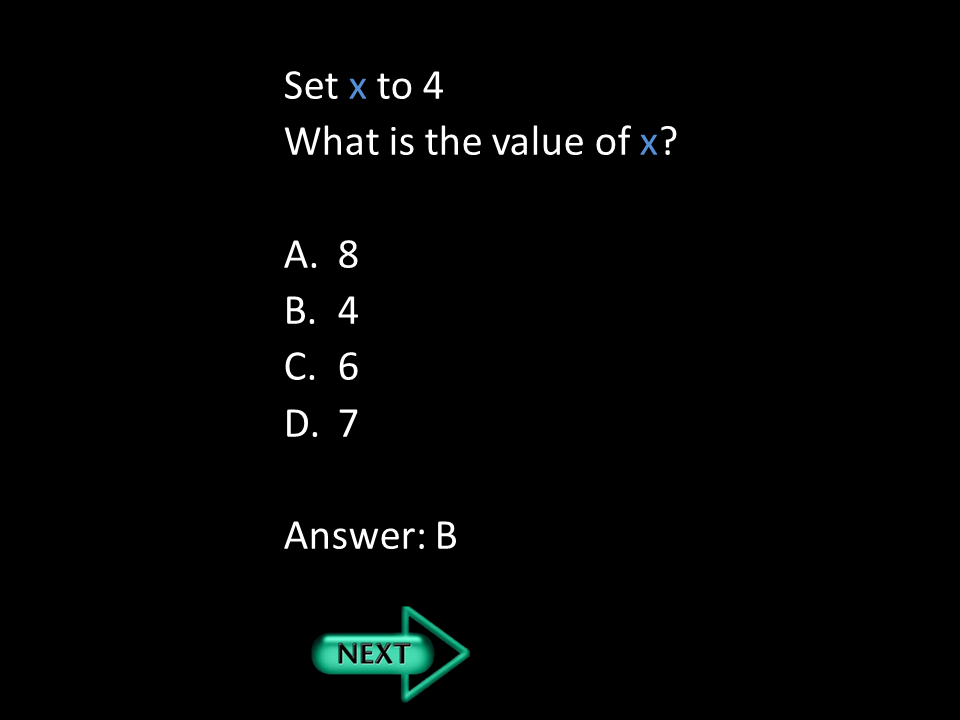 Set x to 4
What is the value of x?
A. 8
B. 4
C. 6
D. 7
Answer: B
NEXT